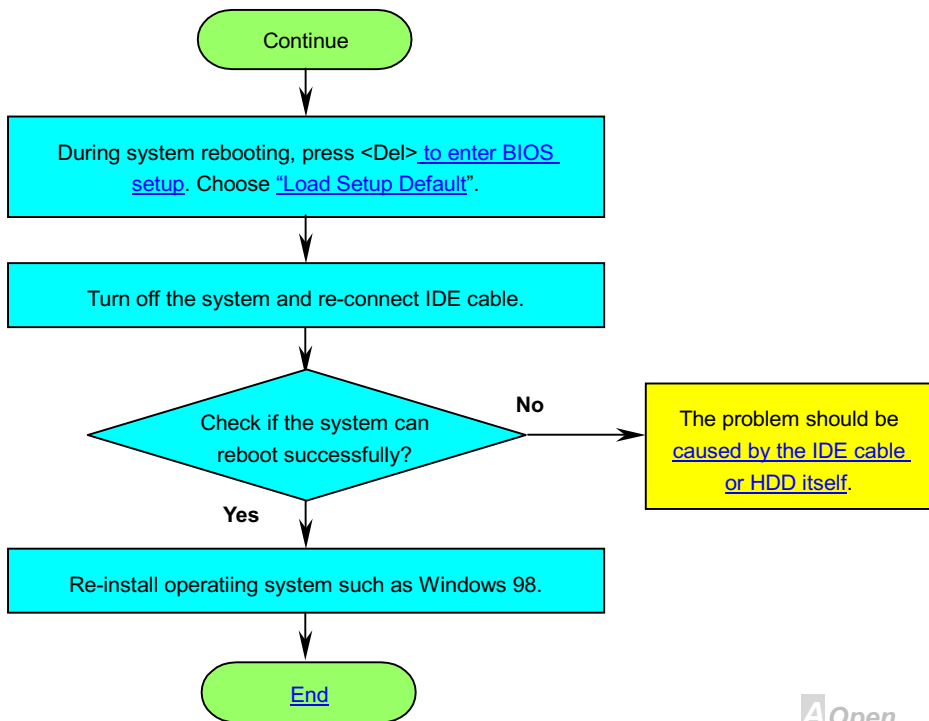 Continue
During system rebooting, press <Del> to enter BIOS
setup. Choose “Load Setup Default”.
Turn off the system and re-connect IDE cable.
Check if the system can
reboot successfully?
No
The problem should be
caused by the IDE cable
or HDD itself.
Yes
Re-install operatiing system such as Windows 98.
End
AOpen